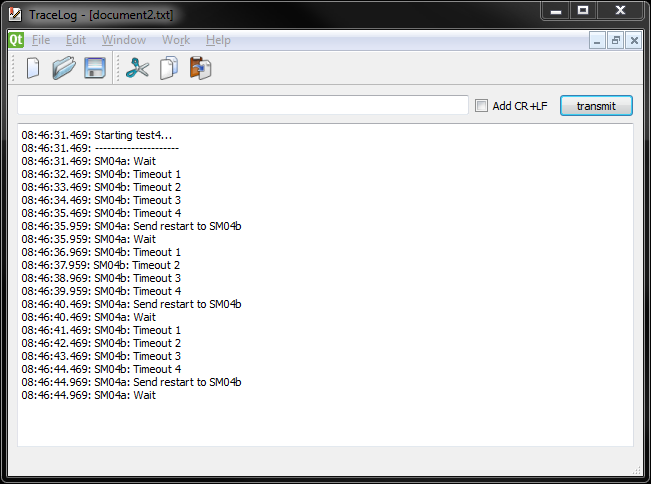 TraceLog - [document2.txt]
Qt File Edit Window Work Help
Add CR+LF transmit
08:46:31.469: Starting test4...
08:46:31.469: ---------------------
08:46:31.469: SM04a: Wait
08:46:32.469: SM04b: Timeout 1
08:46:33.469: SM04b: Timeout 2
08:46:34.469: SM04b: Timeout 3
08:46:35.469: SM04b: Timeout 4
08:46:35.959: SM04a: Send restart to SM04b
08:46:35.959: SM04a: Wait
08:46:36.969: SM04b: Timeout 1
08:46:37.959: SM04b: Timeout 2
08:46:38.969: SM04b: Timeout 3
08:46:39.959: SM04b: Timeout 4
08:46:40.469: SM04a: Send restart to SM04b
08:46:40.469: SM04a: Wait
08:46:41.469: SM04b: Timeout 1
08:46:42.469: SM04b: Timeout 2
08:46:43.469: SM04b: Timeout 3
08:46:44.469: SM04b: Timeout 4
08:46:44.969: SM04a: Send restart to SM04b
08:46:44.969: SM04a: Wait